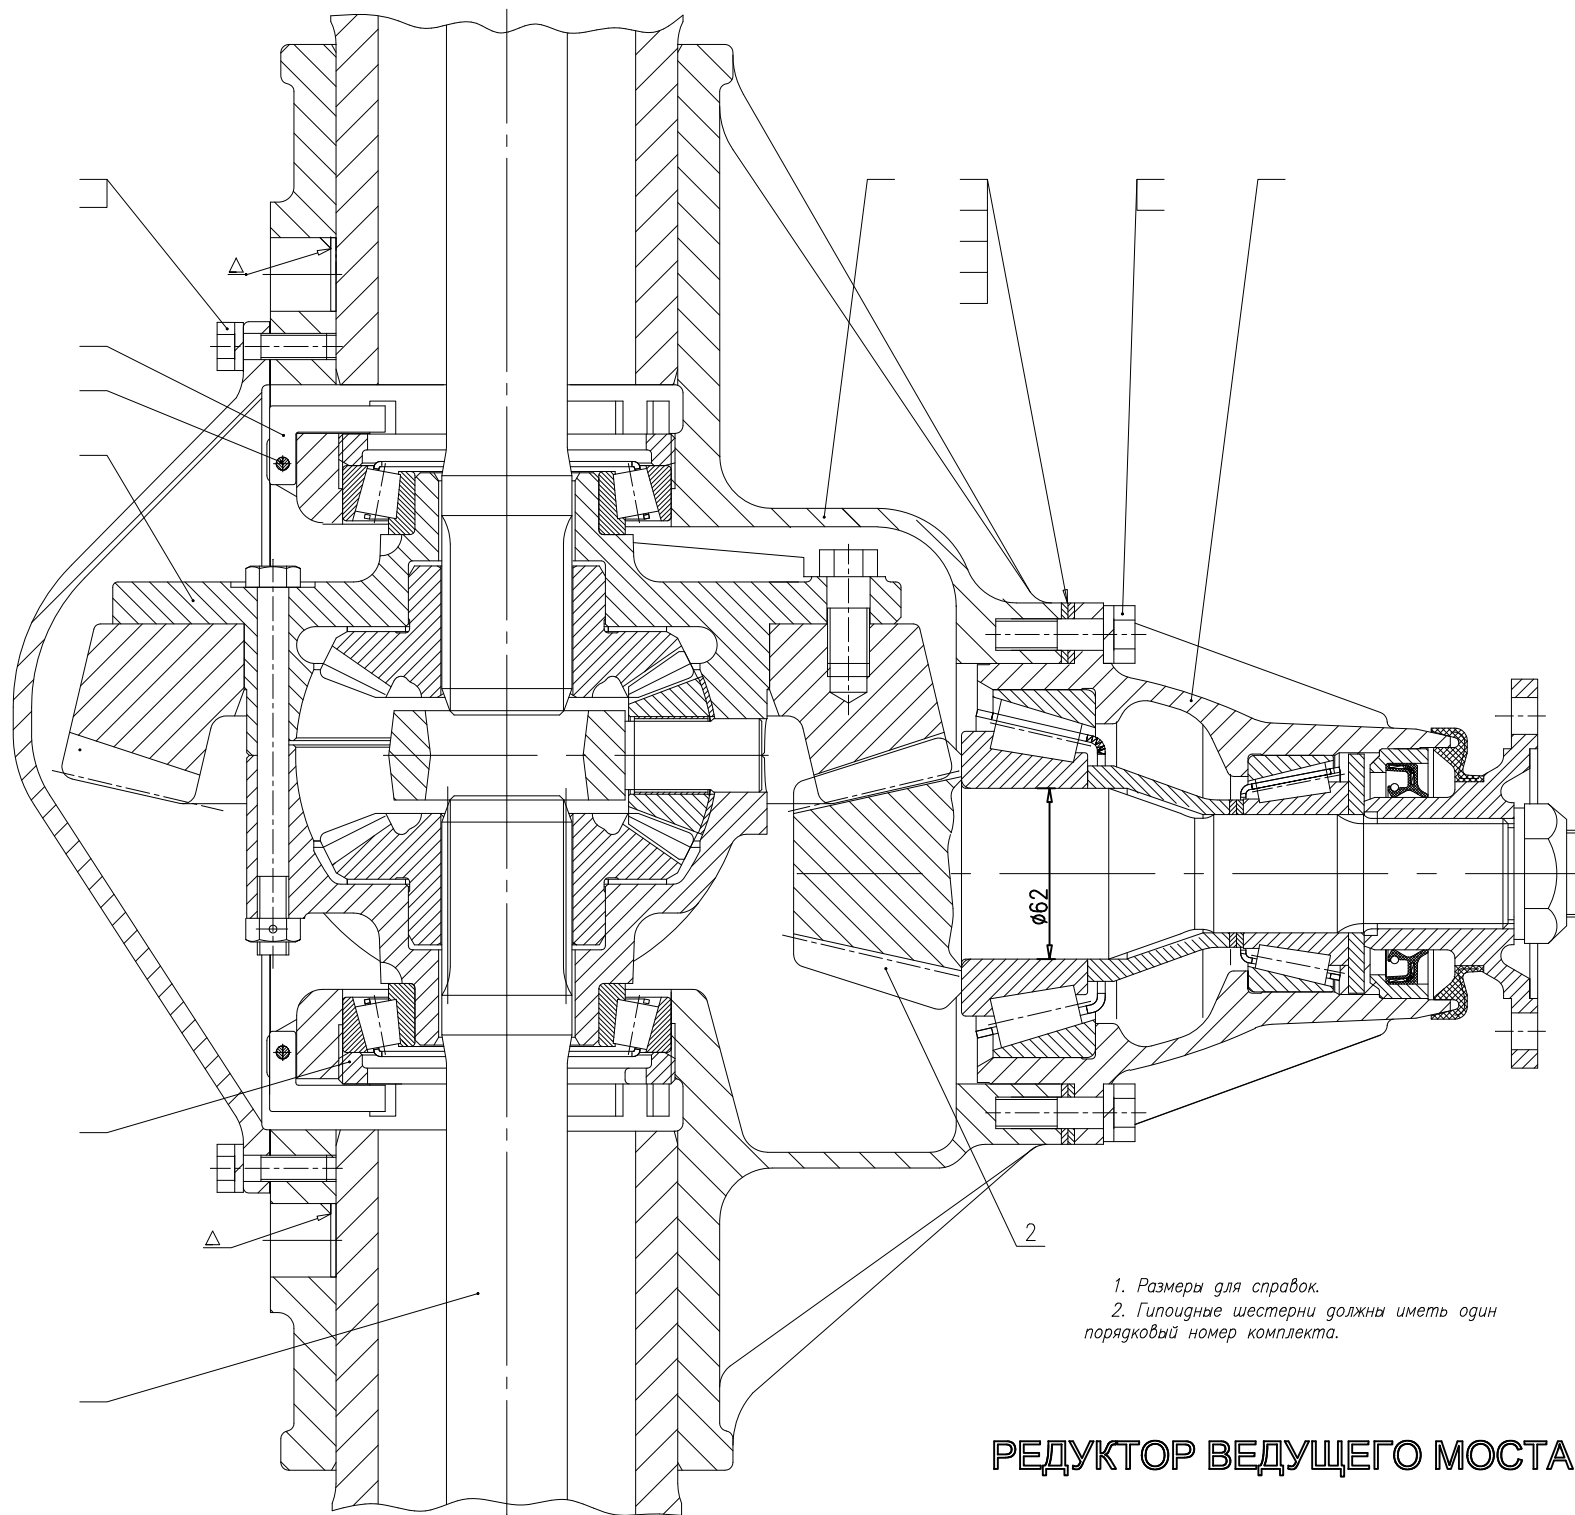 ø62
2
1. Размеры для справок.
2. Гипоидные шестерни должны иметь один
порядковый номер комплекта.
РЕДУКТОР ВЕДУЩЕГО МОСТА